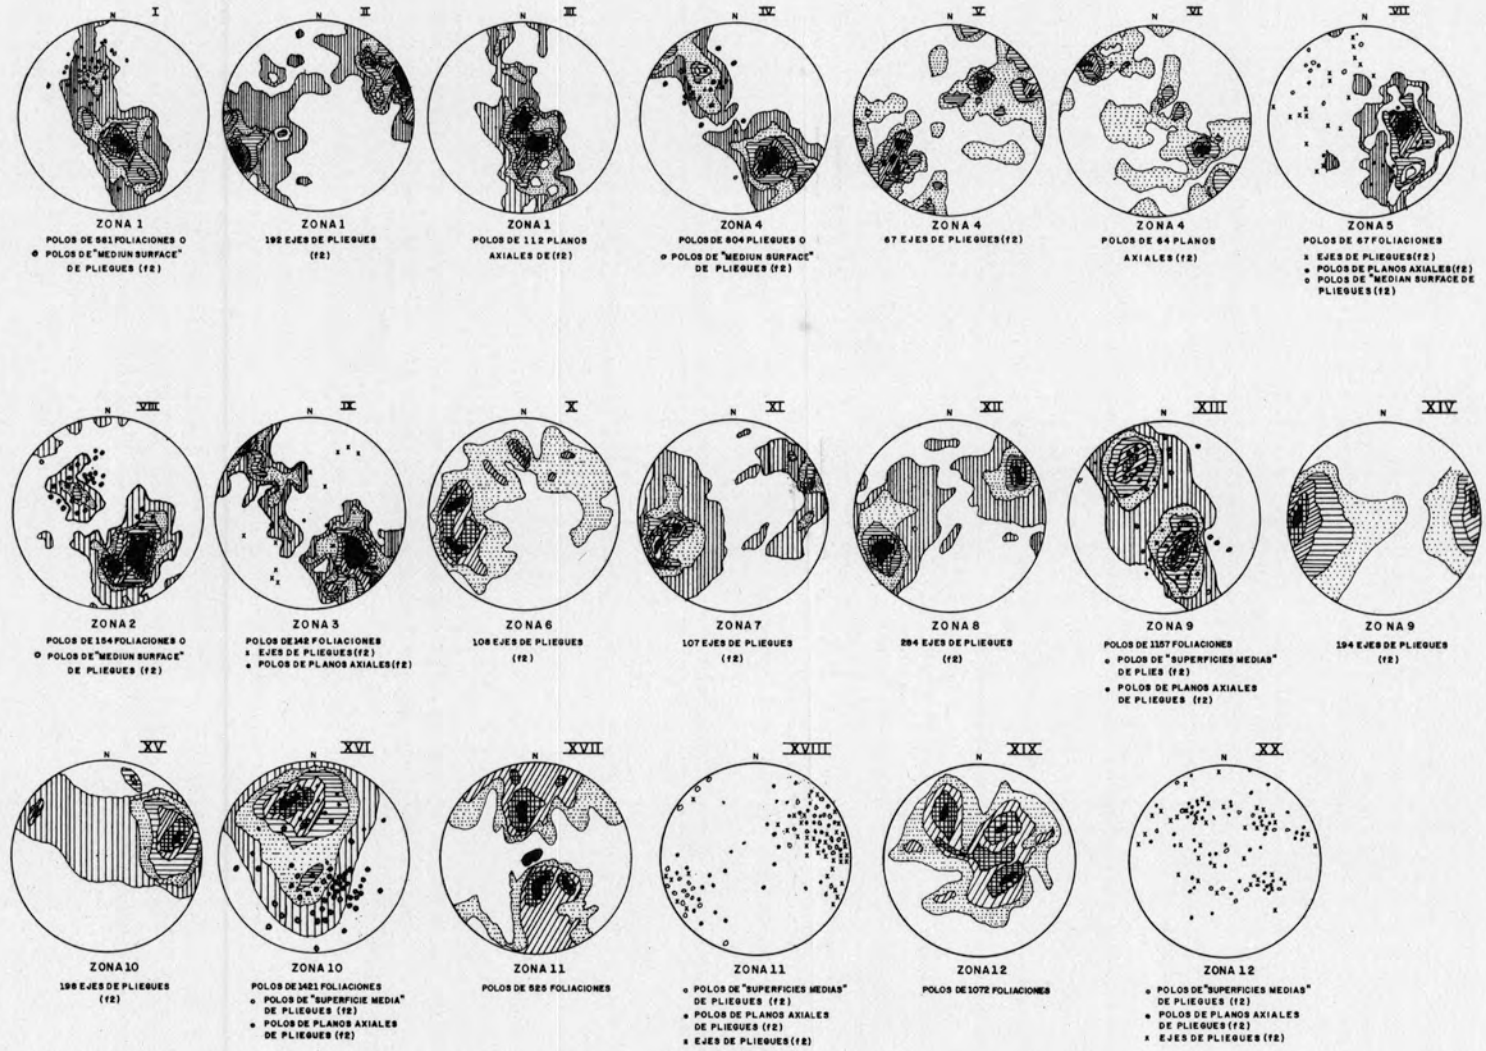 N I
ZONA 1
POLOS DE 581 FOLIACIONES O
POLOS DE "MEDIUN SURFACE"
DE PLIEGUES (f2)
N II
ZONA 1
192 EJES DE PLIEGUES
(f2)
N III
ZONA 1
POLOS DE 112 PLANOS
AXIALES DE (f2)
N IV
ZONA 4
POLOS DE 604 PLIEGUES O
POLOS DE "MEDIUN SURFACE"
DE PLIEGUES (f2)
N V
ZONA 4
67 EJES DE PLIEGUES (f2)
N VI
ZONA 4
POLOS DE 64 PLANOS
AXIALES (f2)
N VII
ZONA 5
POLOS DE 67 FOLIACIONES
x EJES DE PLIEGUES (f2)
• POLOS DE PLANOS AXIALES (f2)
o POLOS DE "MEDIAN SURFACE DE
PLIEGUES (f2)
N VIII
ZONA 2
POLOS DE 154 FOLIACIONES O
o POLOS DE "MEDIUN SURFACE"
DE PLIEGUES (f2)
N IX
ZONA 3
POLOS DE 142 FOLIACIONES
x EJES DE PLIEGUES (f2)
• POLOS DE PLANOS AXIALES (f2)
N X
ZONA 6
EJES DE PLIEGUES
(f2)
N XI
ZONA 7
107 EJES DE PLIEGUES
(f2)
N XII
ZONA 8
284 EJES DE PLIEGUES
(f2)
N XIII
ZONA 9
POLOS DE 1157 FOLIACIONES
o POLOS DE "SUPERFICIES MEDIAS"
DE PLIES (f2)
• POLOS DE PLANOS AXIALES
DE PLIEGUES (f2)
N XIV
ZONA 9
194 EJES DE PLIEGUES
(f2)
N XV
ZONA 10
EJES DE PLIEGUES
(f2)
N XVI
ZONA 10
POLOS DE 1421 FOLIACIONES
o POLOS DE "SUPERFICIE MEDIA"
DE PLIEGUES (f2)
• POLOS DE PLANOS AXIALES
DE PLIEGUES (f2)
N XVII
ZONA 11
POLOS DE 525 FOLIACIONES
N XVIII
ZONA 11
o POLOS DE "SUPERFICIES MEDIAS"
DE PLIEGUES (f2)
• POLOS DE PLANOS AXIALES
DE PLIEGUES (f2)
x EJES DE PLIEGUES (f2)
N XIX
ZONA 12
POLOS DE 1072 FOLIACIONES
N XX
ZONA 12
o POLOS DE "SUPERFICIES MEDIAS"
DE PLIEGUES (f2)
• POLOS DE PLANOS AXIALES
DE PLIEGUES (f2)
x EJES DE PLIEGUES (f2)